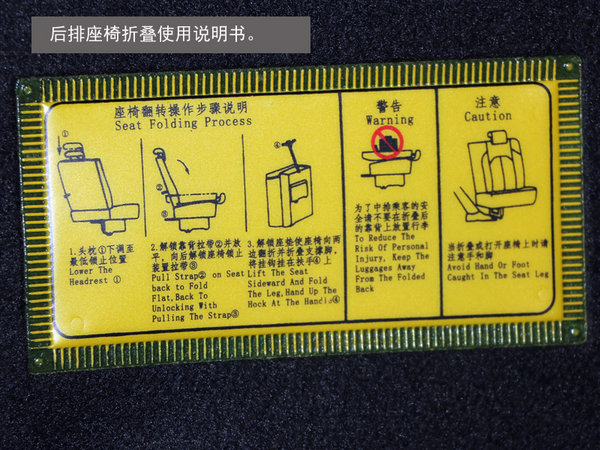 后排座椅折叠使用说明书。
座椅翻转操作步骤说明
Seat Folding Process
①
1.头枕①下调至
最低锁止位置
Lower The
Headrest ①
②
③
2.解锁靠背拉带②并放
平,向后解锁座椅锁止
装置拉带③
Pull Strap② on Seat
back to Fold
Flat,Back To
Unlocking With
Pulling The Strap③
④
3.解锁座垫使座椅向两
边翻折并折叠支撑脚,
将挂钩挂在扶手④上
Lift The Seat
Sideward And Fold
The Leg,Hand Up The
Hock At The Handle④
警告
Warning
为了中排乘客的安
全请不要在折叠后
的靠背上放置行李
To Reduce The
Risk Of Personal
Injury, Keep The
Luggages Away
From The Folded
Back
注意
Caution
当折叠或打开座椅上时请
注意手和脚
Avoid Hand Or Foot
Caught In The Seat Leg